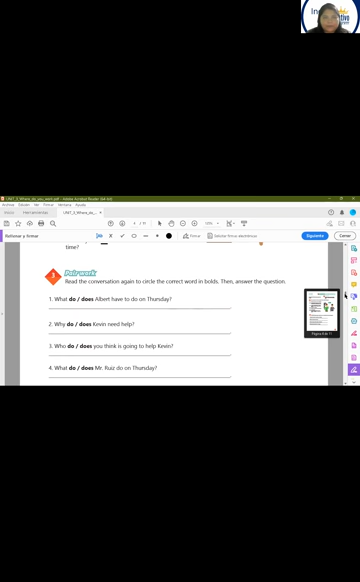 UNIT_3_Where_do_you_work.pdf - Adobe Acrobat Reader (64-bit)
Archivo Edición Ver Firmar Ventana Ayuda
Inicio Herramientas UNIT_3_Where_do_yo...
Rellenar y firmar
Firmar
Solicitar firmas electrónicas
Siguiente
Cerrar
time?
3 Pair work
Read the conversation again to circle the correct word in bolds. Then, answer the question
1. What do / does Albert have to do on Thursday?
2. Why do / does Kevin need help?
3. Who do / does you think is going to help Kevin?
4. What do / does Mr. Ruiz do on Thursday?